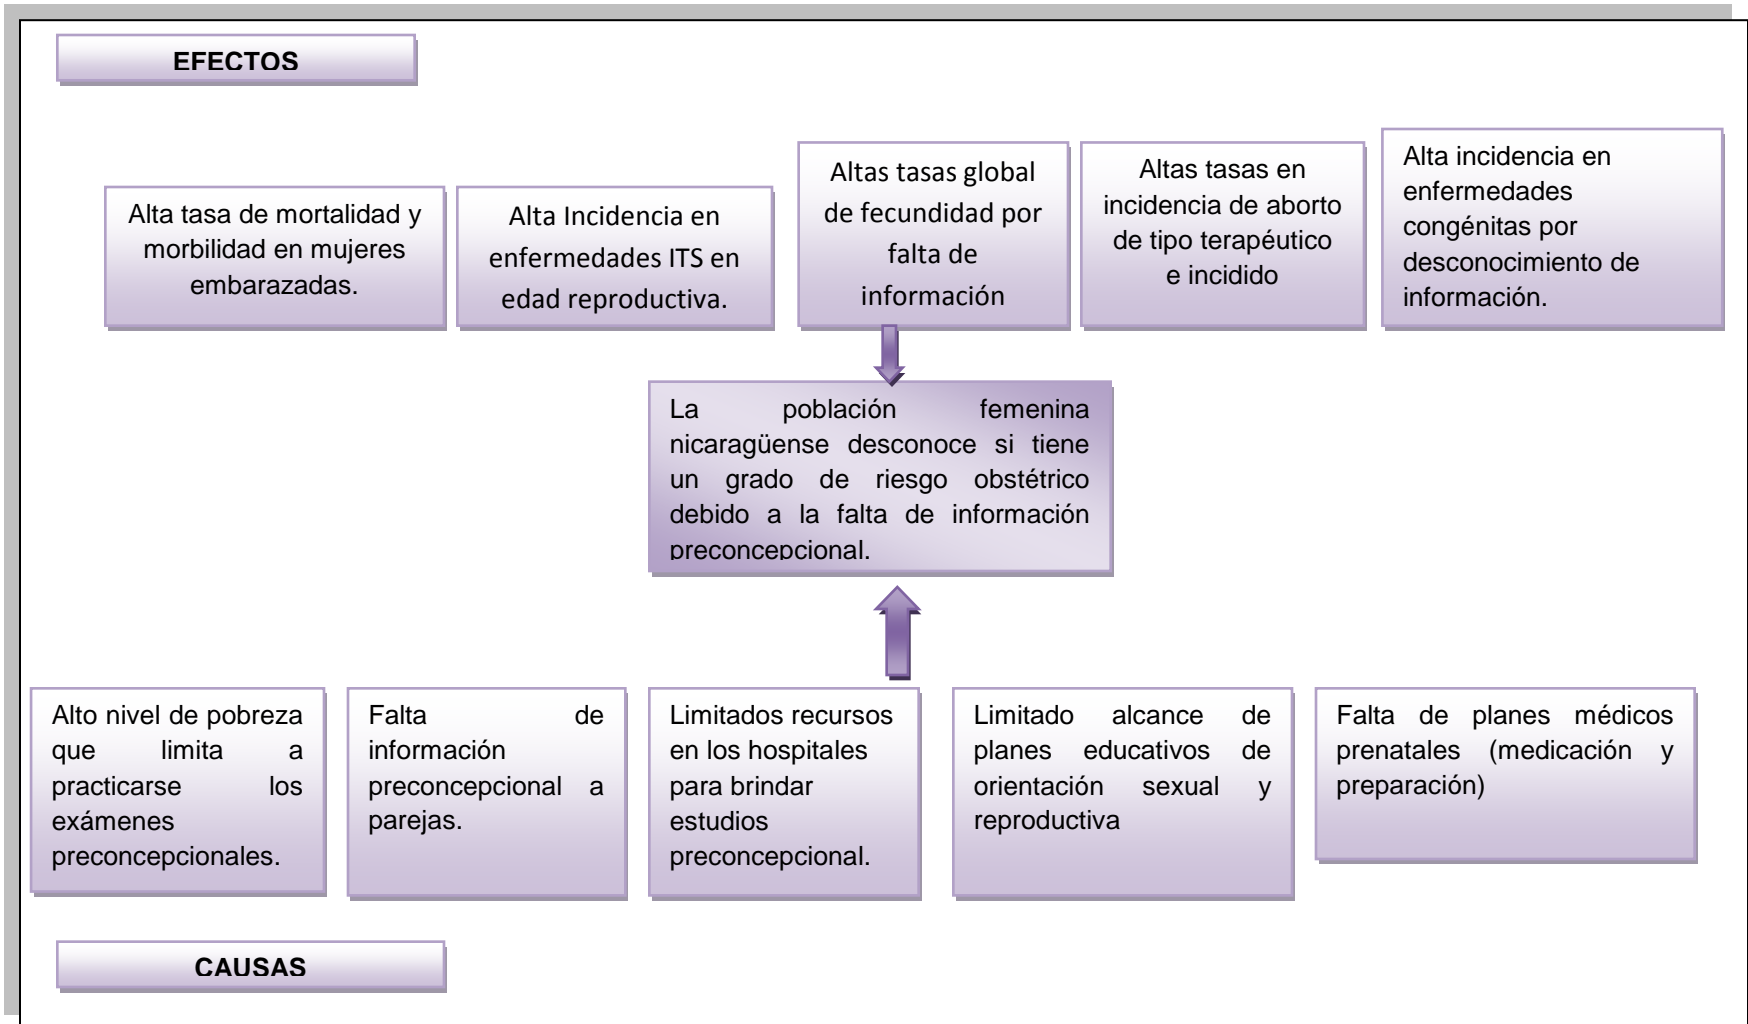 EFECTOS
Alta tasa de mortalidad y
morbilidad en mujeres
embarazadas.
Alta Incidencia en
enfermedades ITS en
edad reproductiva.
Altas tasas global
de fecundidad por
falta de
información
Altas tasas en
incidencia de aborto
de tipo terapéutico
e incidido
Alta incidencia en
enfermedades
congénitas por
desconocimiento de
información.
La población femenina
nicaragüense desconoce si tiene
un grado de riesgo obstétrico
debido a la falta de información
preconcepcional.
Alto nivel de pobreza
que limita a
practicarse los
exámenes
preconcepcionales.
Falta de
información
preconcepcional a
parejas.
Limitados recursos
en los hospitales
para brindar
estudios
preconcepcional.
Limitado alcance de
planes educativos de
orientación sexual y
reproductiva
Falta de planes médicos
prenatales (medicación y
preparación)
CAUSAS